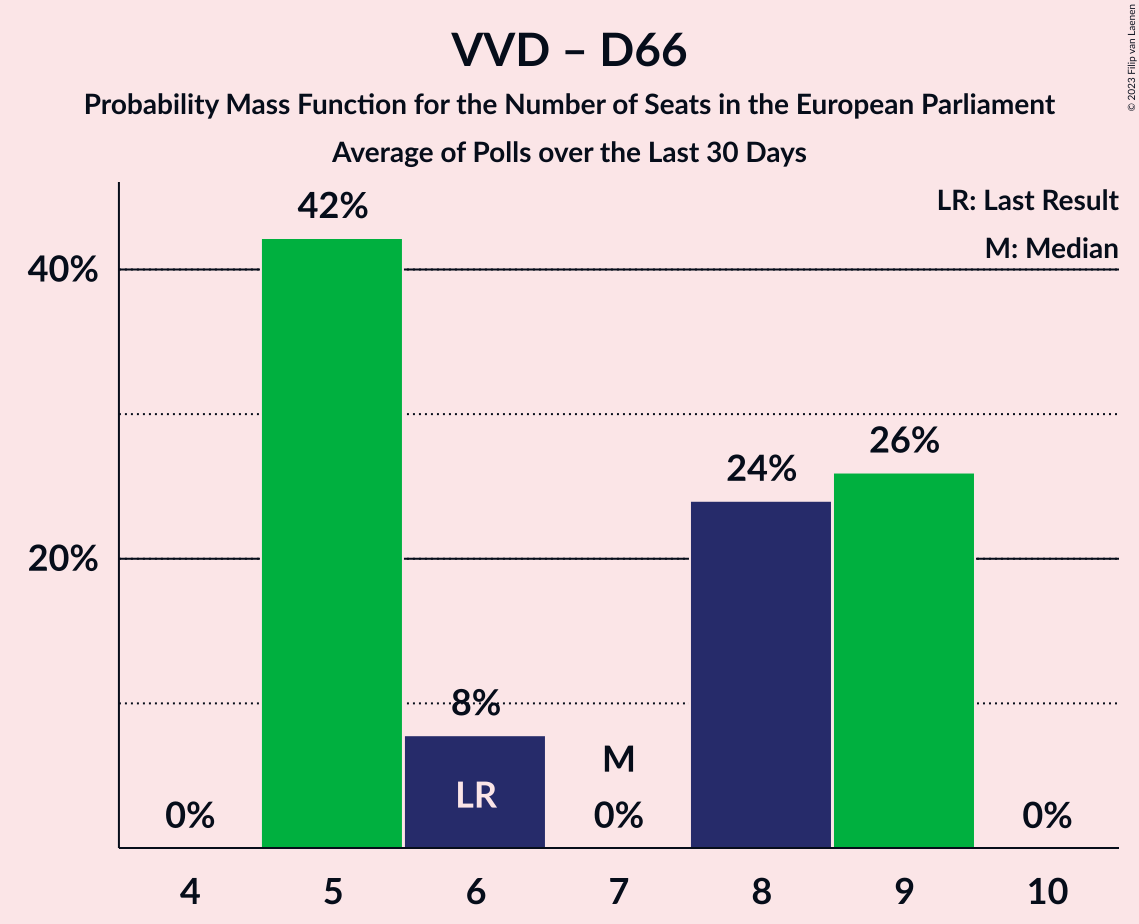 VVD – D66
Probability Mass Function for the Number of Seats in the European Parliament
Average of Polls over the Last 30 Days
© 2023 Filip van Laenen
LR: Last Result
M: Median
40%
20%
0%
42%
8%
LR
M
0%
24%
26%
0%
4 5 6 7 8 9 10